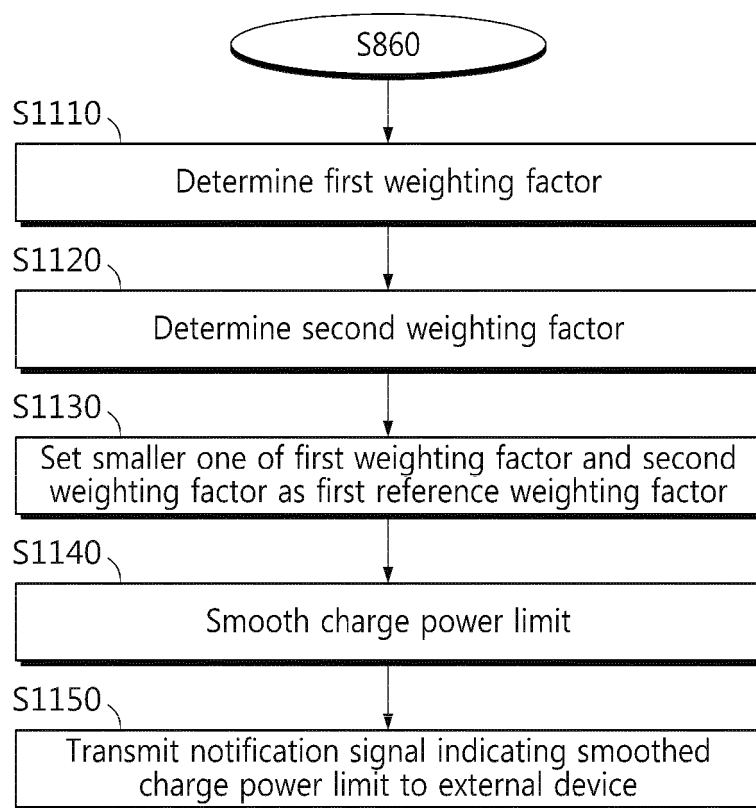 S860
S1110
Determine first weighting factor
S1120
Determine second weighting factor
S1130
Set smaller one of first weighting factor and second
weighting factor as first reference weighting factor
S1140
Smooth charge power limit
S1150
Transmit notification signal indicating smoothed
charge power limit to external device